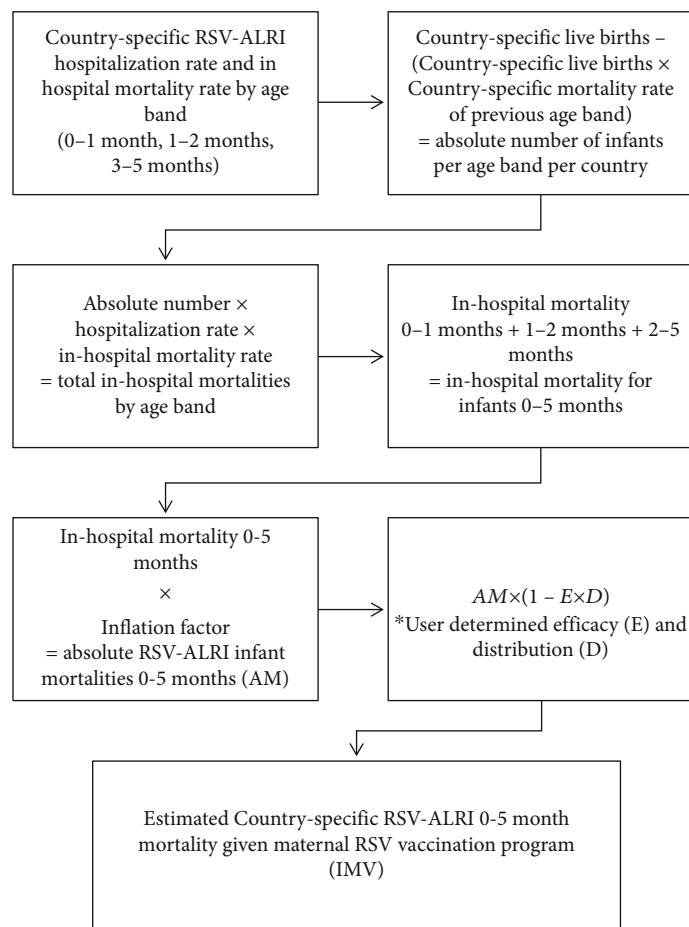 Country-specific RSV-ALRI
hospitalization rate and in
hospital mortality rate by age
band
(0–1 month, 1–2 months,
3–5 months)
Country-specific live births –
(Country-specific live births ×
Country-specific mortality rate
of previous age band)
= absolute number of infants
per age band per country
Absolute number ×
hospitalization rate ×
in-hospital mortality rate
= total in-hospital mortalities
by age band
In-hospital mortality
0–1 months + 1–2 months + 2–5
months
= in-hospital mortality for
infants 0–5 months
In-hospital mortality 0-5
months
×
Inflation factor
= absolute RSV-ALRI infant
mortalities 0-5 months (AM)
AM×(1 – E×D)
*User determined efficacy (E) and
distribution (D)
Estimated Country-specific RSV-ALRI 0-5 month
mortality given maternal RSV vaccination program
(IMV)